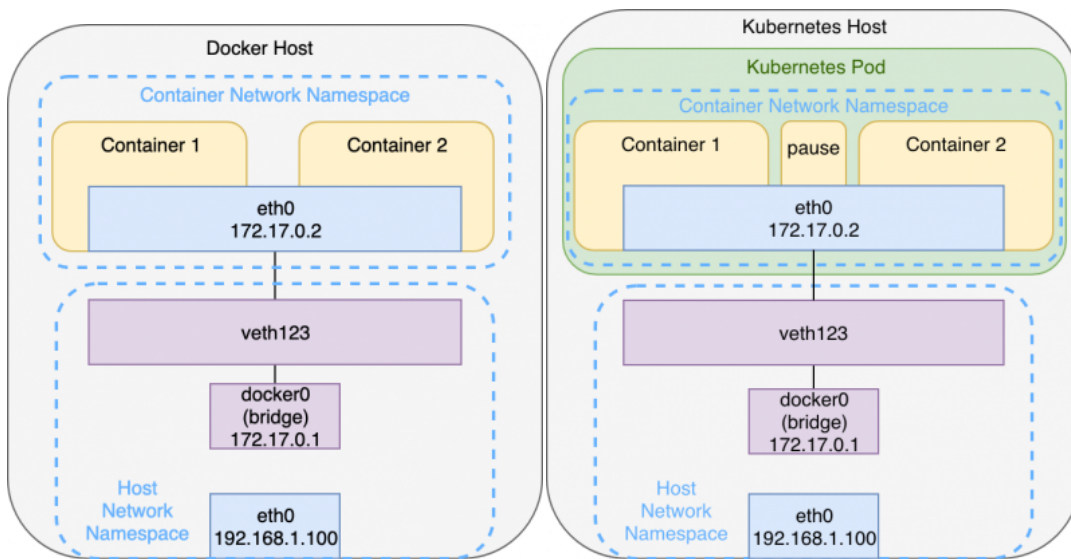 Docker Host
Container Network Namespace
Container 1
Container 2
eth0
172.17.0.2
veth123
docker0
(bridge)
172.17.0.1
Host
Network
Namespace
eth0
192.168.1.100
Kubernetes Host
Kubernetes Pod
Container Network Namespace
Container 1
pause
Container 2
eth0
172.17.0.2
veth123
docker0
(bridge)
172.17.0.1
Host
Network
Namespace
eth0
192.168.1.100